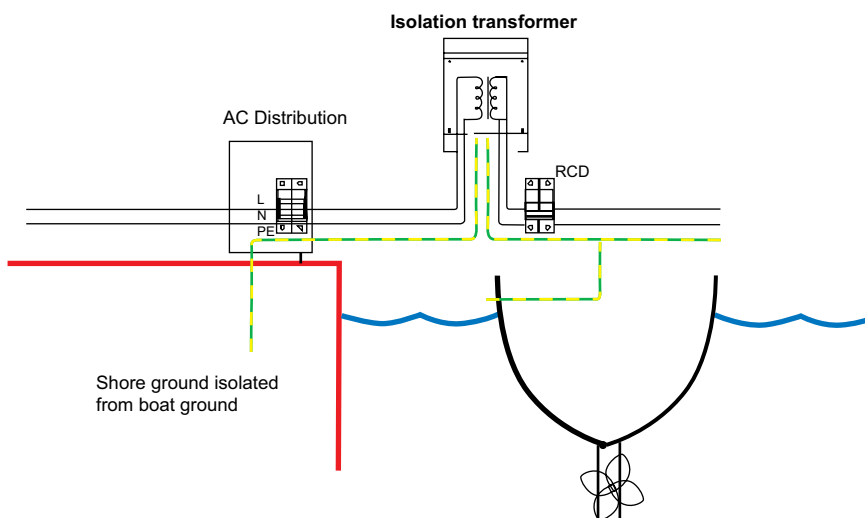 Isolation transformer
AC Distribution
RCD
L
N
PE
Shore ground isolated
from boat ground